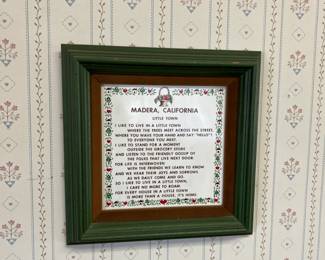 MADERA, CALIFORNIA
LITTLE TOWN
I LIKE TO LIVE IN A LITTLE TOWN
WHERE THE TREES MEET ACROSS THE STREET,
WHERE YOU WAVE YOUR HAND AND SAY "HELLO"!
TO EVERYONE YOU MEET.
I LIKE TO STAND FOR A MOMENT
OUTSIDE THE GROCERY STORE
AND LISTEN TO THE FRIENDLY GOSSIP OF
THE FOLKS THAT LIVE NEXT DOOR.
FOR LIFE IS INTERWOVEN
WITH THE FRIENDS WE LEARN TO KNOW
AND WE HEAR THEIR JOYS AND SORROWS
AS WE DAILY COME AND GO.
SO I LIKE TO LIVE IN A LITTLE TOWN,
I CARE NO MORE TO ROAM,
FOR EVERY HOUSE IN A LITTLE TOWN
IS MORE THAN A HOUSE, IT'S HOME.